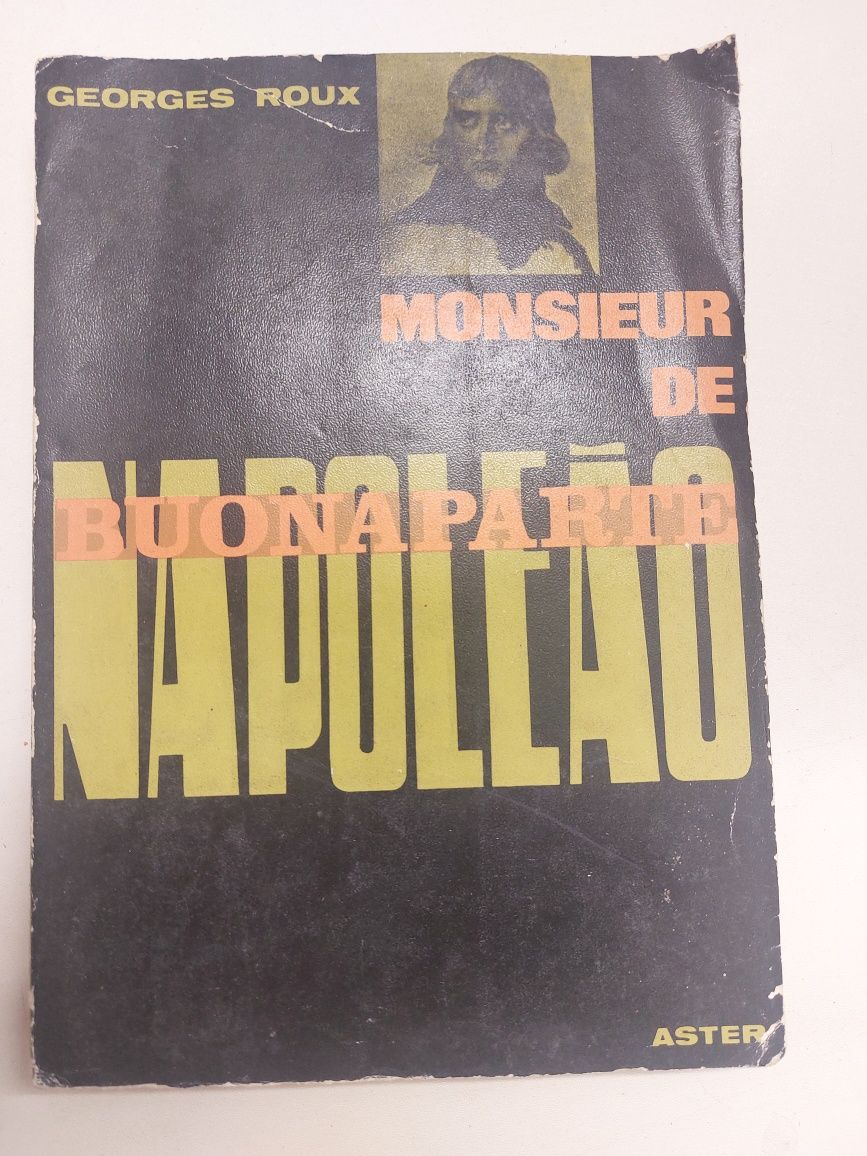 GEORGES ROUX
MONSIEUR
DE
BUONAPARTE
NAPOLEÃO
ASTER